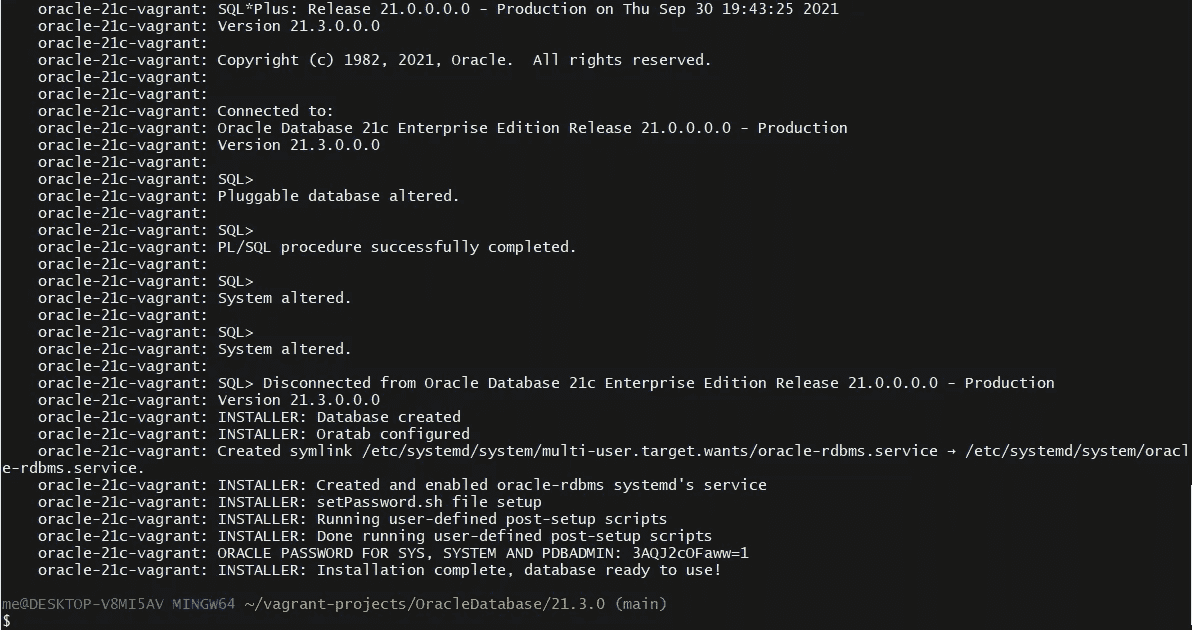 oracle-21c-vagrant: SQL*Plus: Release 21.0.0.0.0 - Production on Thu Sep 30 19:43:25 2021
oracle-21c-vagrant: Version 21.3.0.0.0
oracle-21c-vagrant:
oracle-21c-vagrant: Copyright (c) 1982, 2021, Oracle.  All rights reserved.
oracle-21c-vagrant:
oracle-21c-vagrant:
oracle-21c-vagrant: Connected to:
oracle-21c-vagrant: Oracle Database 21c Enterprise Edition Release 21.0.0.0.0 - Production
oracle-21c-vagrant: Version 21.3.0.0.0
oracle-21c-vagrant:
oracle-21c-vagrant: SQL>
oracle-21c-vagrant: Pluggable database altered.
oracle-21c-vagrant:
oracle-21c-vagrant: SQL>
oracle-21c-vagrant: PL/SQL procedure successfully completed.
oracle-21c-vagrant:
oracle-21c-vagrant: SQL>
oracle-21c-vagrant: System altered.
oracle-21c-vagrant:
oracle-21c-vagrant: SQL>
oracle-21c-vagrant: System altered.
oracle-21c-vagrant:
oracle-21c-vagrant: SQL> Disconnected from Oracle Database 21c Enterprise Edition Release 21.0.0.0.0 - Production
oracle-21c-vagrant: Version 21.3.0.0.0
oracle-21c-vagrant: INSTALLER: Database created
oracle-21c-vagrant: INSTALLER: Oratab configured
oracle-21c-vagrant: Created symlink /etc/systemd/system/multi-user.target.wants/oracle-rdbms.service → /etc/systemd/system/oracl
e-rdbms.service.
oracle-21c-vagrant: INSTALLER: Created and enabled oracle-rdbms systemd's service
oracle-21c-vagrant: INSTALLER: setPassword.sh file setup
oracle-21c-vagrant: INSTALLER: Running user-defined post-setup scripts
oracle-21c-vagrant: INSTALLER: Done running user-defined post-setup scripts
oracle-21c-vagrant: ORACLE PASSWORD FOR SYS, SYSTEM AND PDBADMIN: 3AQJ2cOFaww=1
oracle-21c-vagrant: INSTALLER: Installation complete, database ready to use!
me@DESKTOP-V8MI5AV MINGW64 ~/vagrant-projects/OracleDatabase/21.3.0 (main)
$